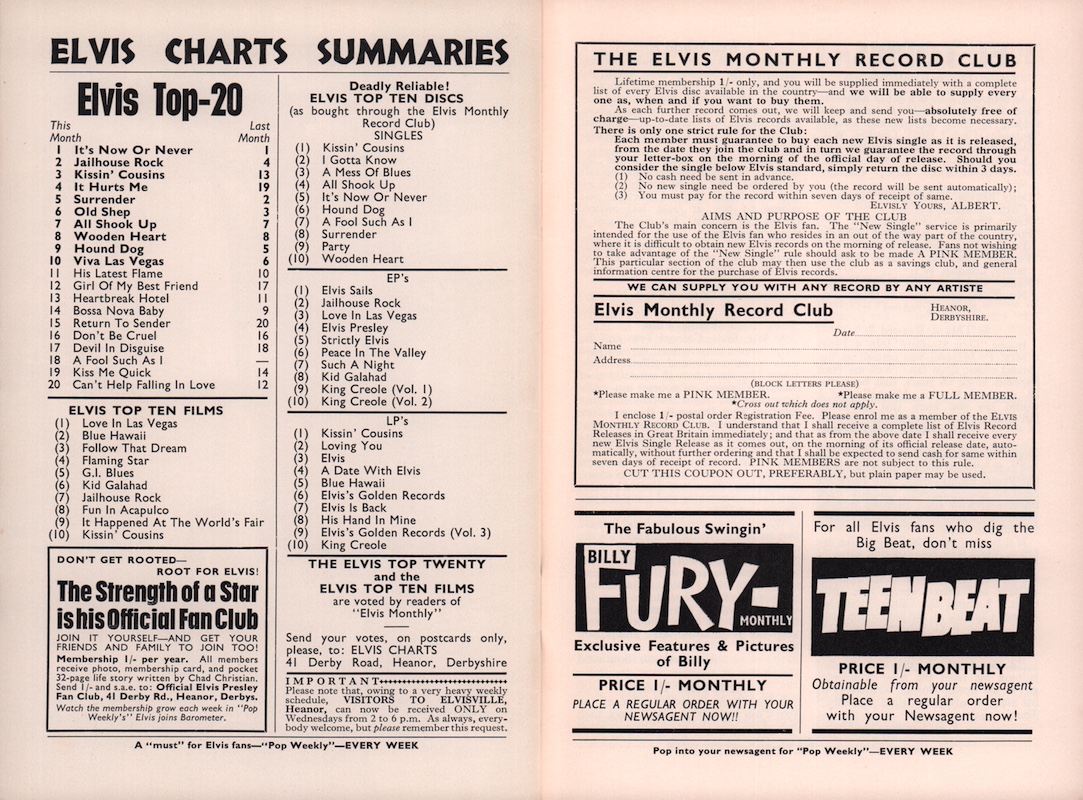 ELVIS CHARTS SUMMARIES
Elvis Top-20
This Last
Month Month
1 It's Now Or Never 1
2 Jailhouse Rock 4
3 Kissin' Cousins 13
4 It Hurts Me 19
5 Surrender 2
6 Old Shep 3
7 All Shook Up 7
8 Wooden Heart 8
9 Hound Dog 5
10 Viva Las Vegas 6
11 His Latest Flame 10
12 Girl Of My Best Friend 17
13 Heartbreak Hotel 11
14 Bossa Nova Baby 9
15 Return To Sender 20
16 Don't Be Cruel 16
17 Devil In Disguise 18
18 A Fool Such As I —
19 Kiss Me Quick 14
20 Can't Help Falling In Love 12
ELVIS TOP TEN FILMS
(1) Love In Las Vegas
(2) Blue Hawaii
(3) Follow That Dream
(4) Flaming Star
(5) G.I. Blues
(6) Kid Galahad
(7) Jailhouse Rock
(8) Fun In Acapulco
(9) It Happened At The World's Fair
(10) Kissin' Cousins
DON'T GET ROOTED—
ROOT FOR ELVIS!
The Strength of a Star
is his Official Fan Club
JOIN IT YOURSELF—AND GET YOUR
FRIENDS AND FAMILY TO JOIN TOO!
Membership 1/- per year. All members
receive photo, membership card, and pocket
32-page life story written by Chad Christian.
Send 1/- and s.a.e. to: Official Elvis Presley
Fan Club, 41 Derby Rd., Heanor, Derbys.
Watch the membership grow each week in "Pop
Weekly's" Elvis joins Barometer.
Deadly Reliable!
ELVIS TOP TEN DISCS
(as bought through the Elvis Monthly
Record Club)
SINGLES
(1) Kissin' Cousins
(2) I Gotta Know
(3) A Mess Of Blues
(4) All Shook Up
(5) It's Now Or Never
(6) Hound Dog
(7) A Fool Such As I
(8) Surrender
(9) Party
(10) Wooden Heart
EP's
(1) Elvis Sails
(2) Jailhouse Rock
(3) Love In Las Vegas
(4) Elvis Presley
(5) Strictly Elvis
(6) Peace In The Valley
(7) Such A Night
(8) Kid Galahad
(9) King Creole (Vol. 1)
(10) King Creole (Vol. 2)
LP's
(1) Kissin' Cousins
(2) Loving You
(3) Elvis
(4) A Date With Elvis
(5) Blue Hawaii
(6) Elvis's Golden Records
(7) Elvis Is Back
(8) His Hand In Mine
(9) Elvis's Golden Records (Vol. 3)
(10) King Creole
THE ELVIS TOP TWENTY
and the
ELVIS TOP TEN FILMS
are voted by readers of
"Elvis Monthly"
Send your votes, on postcards only,
please, to: ELVIS CHARTS
41 Derby Road, Heanor, Derbyshire
IMPORTANT
Please note that, owing to a very heavy weekly
schedule, VISITORS TO ELVISVILLE,
Heanor, can now be received ONLY on
Wednesdays from 2 to 6 p.m. As always, every-
body welcome, but please remember this request.
A "must" for Elvis fans—"Pop Weekly"—EVERY WEEK
THE ELVIS MONTHLY RECORD CLUB
Lifetime membership 1/- only, and you will be supplied immediately with a complete
list of every Elvis disc available in the country—and we will be able to supply every
one as, when and if you want to buy them.
As each further record comes out, we will keep and send you—absolutely free of
charge—up-to-date lists of Elvis records available, as these new lists become necessary.
There is only one strict rule for the Club:
Each member must guarantee to buy each new Elvis single as it is released,
from the date they join the club and in turn we guarantee the record through
your letter-box on the morning of the official day of release. Should you
consider the single below Elvis standard, simply return the disc within 3 days.
(1) No cash need be sent in advance.
(2) No new single need be ordered by you (the record will be sent automatically);
(3) You must pay for the record within seven days of receipt of same.
ELVISLY YOURS, ALBERT.
AIMS AND PURPOSE OF THE CLUB
The Club's main concern is the Elvis fan. The "New Single" service is primarily
intended for the use of the Elvis fan who resides in an out of the way part of the country,
where it is difficult to obtain new Elvis records on the morning of release. Fans not wishing
to take advantage of the "New Single" rule should ask to be made A PINK MEMBER.
This particular section of the club may then use the club as a savings club, and general
information centre for the purchase of Elvis records.
WE CAN SUPPLY YOU WITH ANY RECORD BY ANY ARTISTE
Elvis Monthly Record Club HEANOR,
DERBYSHIRE.
Date
Name
Address
(BLOCK LETTERS PLEASE)
*Please make me a PINK MEMBER. *Please make me a FULL MEMBER.
*Cross out which does not apply.
I enclose 1/- postal order Registration Fee. Please enrol me as a member of the ELVIS
MONTHLY RECORD CLUB. I understand that I shall receive a complete list of Elvis Record
Releases in Great Britain immediately; and that as from the above date I shall receive every
new Elvis Single Release as it comes out, on the morning of its official release date, auto-
matically, without further ordering and that I shall be expected to send cash for same within
seven days of receipt of record. PINK MEMBERS are not subject to this rule.
CUT THIS COUPON OUT, PREFERABLY, but plain paper may be used.
The Fabulous Swingin'
BILLY
FURY-
MONTHLY
Exclusive Features & Pictures
of Billy
PRICE 1/- MONTHLY
PLACE A REGULAR ORDER WITH YOUR
NEWSAGENT NOW!!
For all Elvis fans who dig the
Big Beat, don't miss
TEENBEAT
PRICE 1/- MONTHLY
Obtainable from your newsagent
Place a regular order
with your Newsagent now!
Pop into your newsagent for "Pop Weekly"—EVERY WEEK